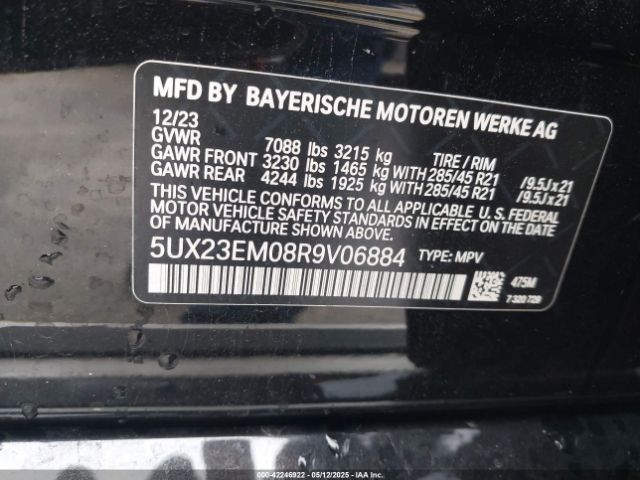 MFD BY BAYERISCHE MOTOREN WERKE AG
12/23
GVWR 7088 lbs 3215 kg TIRE / RIM
GAWR FRONT 3230 lbs 1465 kg WITH 285/45 R21 /9.5Jx21
GAWR REAR 4244 lbs 1925 kg WITH 285/45 R21 /9.5Jx21
THIS VEHICLE CONFORMS TO ALL APPLICABLE U.S. FEDERAL
MOTOR VEHICLE SAFETY STANDARDS IN EFFECT ON THE DATE
OF MANUFACTURE SHOWN ABOVE.
5UX23EM08R9V06884 TYPE: MPV
475M
7 320 728
000-42246922 - 05/12/2025 - IAAI.COM